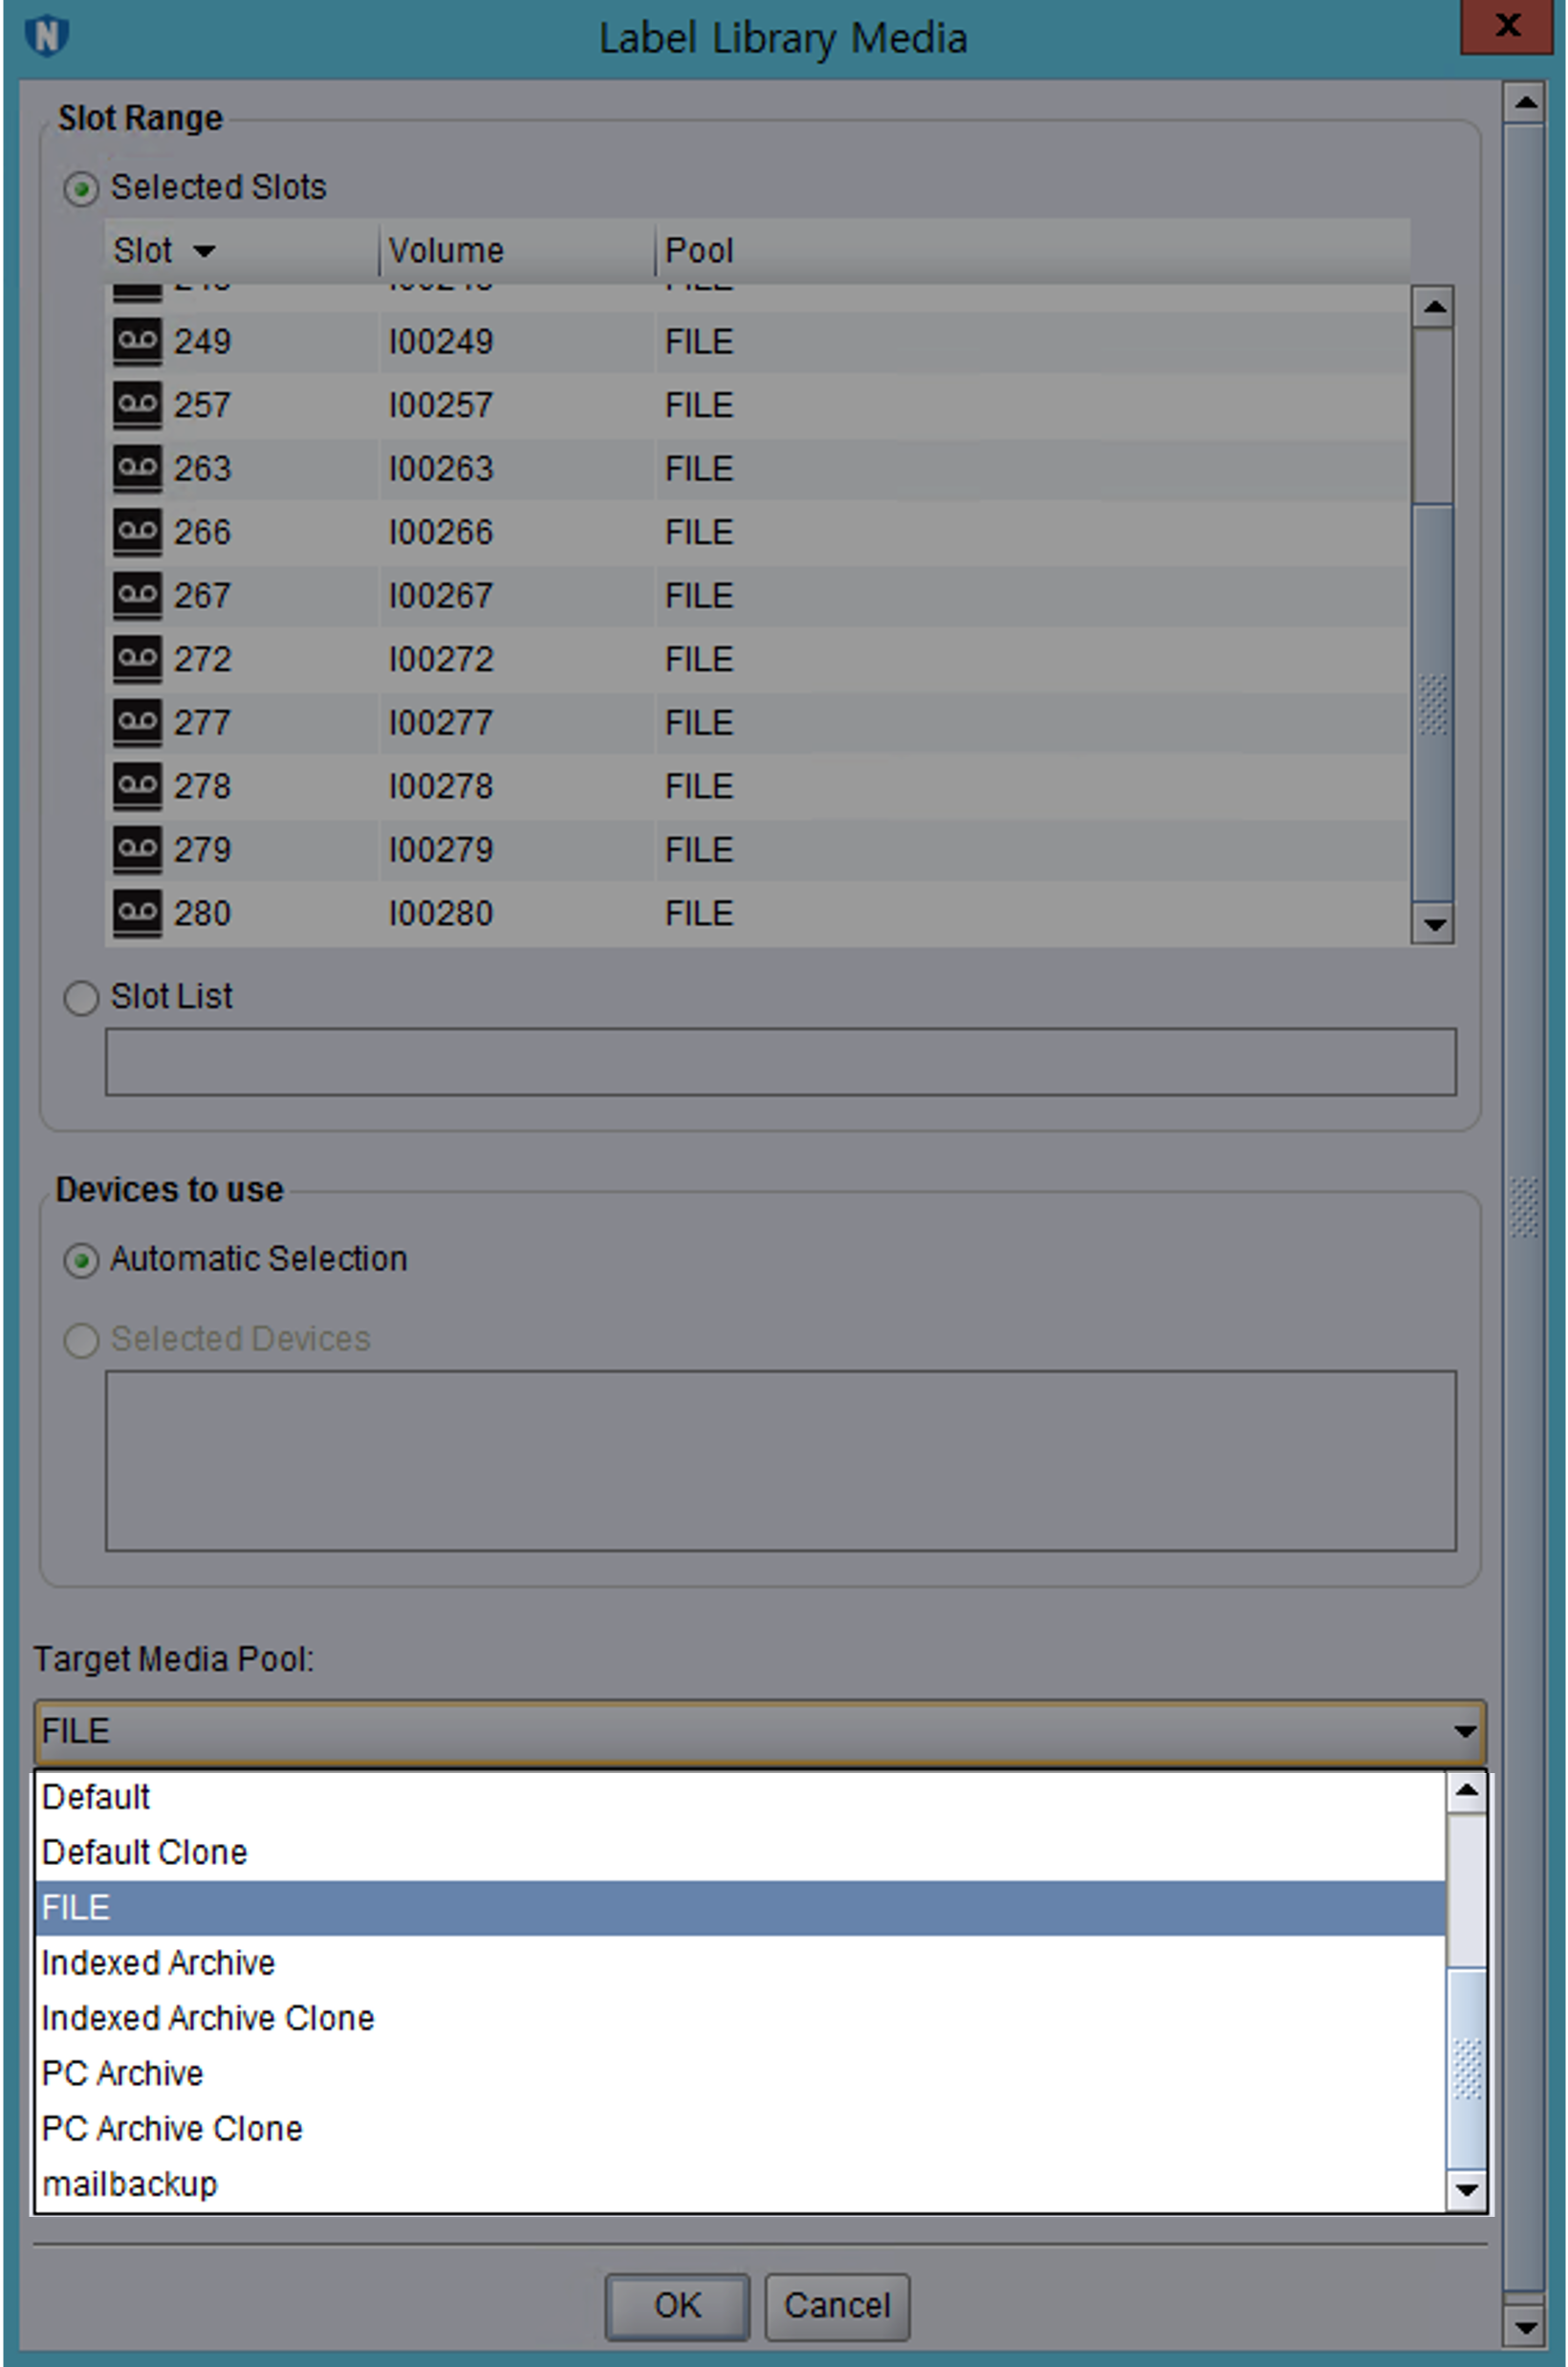 N Label Library Media X
Slot Range
Selected Slots
Slot Volume Pool
249 I00249 FILE
257 I00257 FILE
263 I00263 FILE
266 I00266 FILE
267 I00267 FILE
272 I00272 FILE
277 I00277 FILE
278 I00278 FILE
279 I00279 FILE
280 I00280 FILE
Slot List
Devices to use
Automatic Selection
Selected Devices
Target Media Pool:
FILE
Default
Default Clone
FILE
Indexed Archive
Indexed Archive Clone
PC Archive
PC Archive Clone
mailbackup
OK Cancel